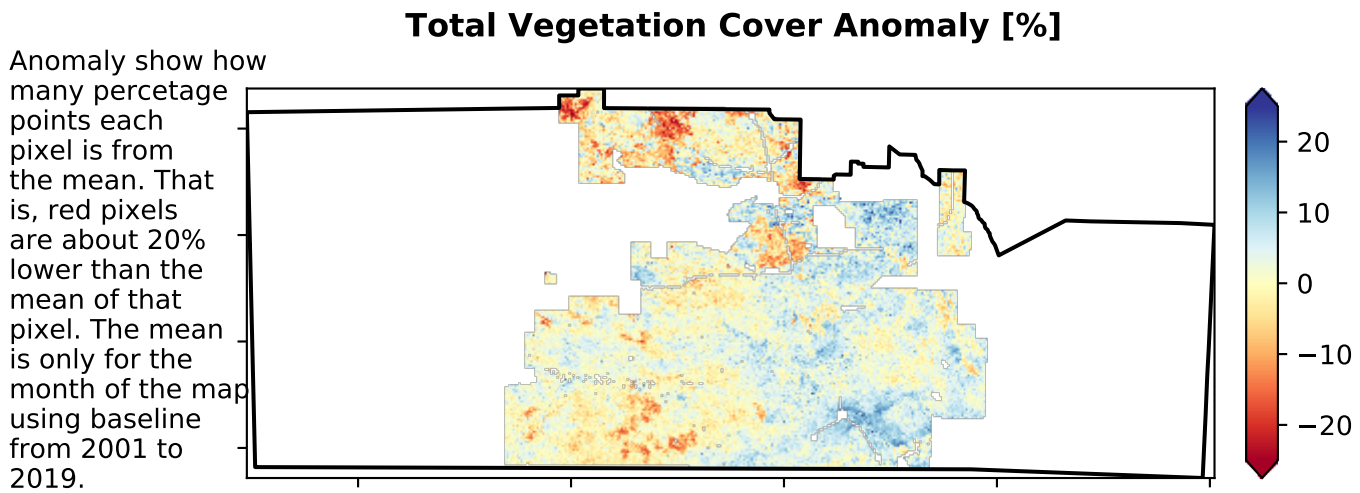 Total Vegetation Cover Anomaly [%]
Anomaly show how
many percetage
points each
pixel is from
the mean. That
is, red pixels
are about 20%
lower than the
mean of that
pixel. The mean
is only for the
month of the map
using baseline
from 2001 to
2019.
20
10
0
−10
−20